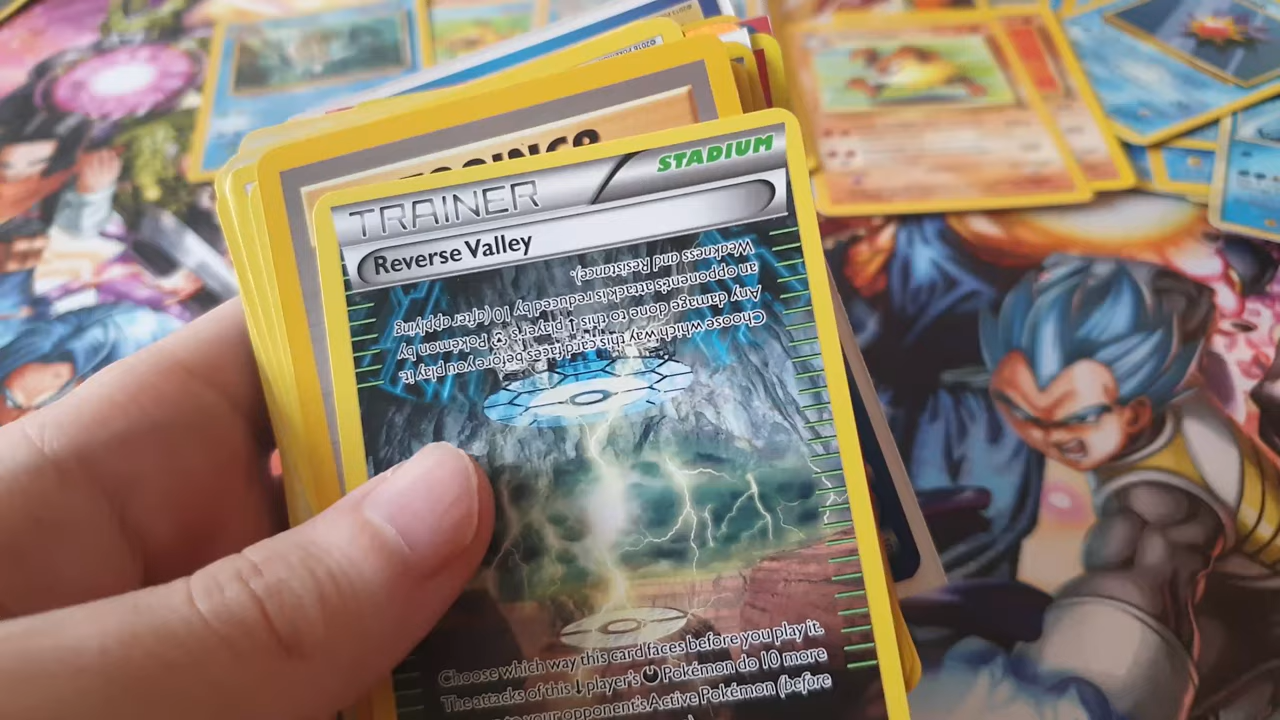 STADIUM
TRAINER
Reverse Valley
Choose which way this card faces before you play it.
Any damage done to this player's Pokémon by
an opponent's attack is reduced by 10 (after applying
Weakness and Resistance).
Choose which way this card faces before you play it.
The attacks of this player's Pokémon do 10 more
to your opponent's Active Pokémon (before